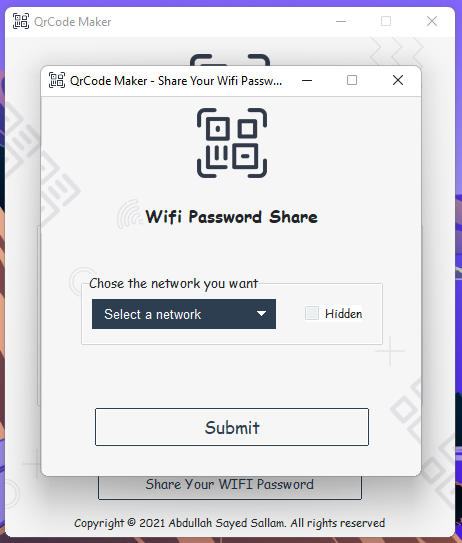 QrCode Maker
QrCode Maker - Share Your Wifi Passw...
Wifi Password Share
Chose the network you want
Select a network
Hidden
Submit
Share Your WIFI Password
Copyright © 2021 Abdullah Sayed Sallam. All rights reserved